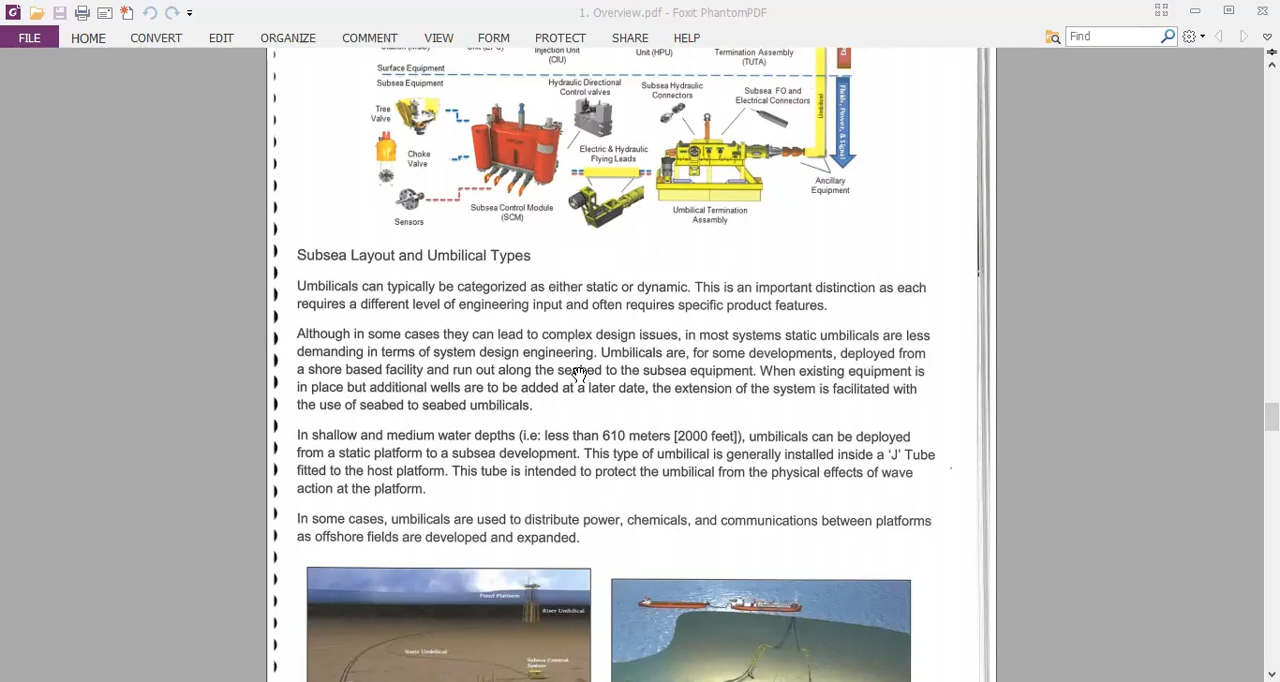 1. Overview.pdf - Foxit PhantomPDF
FILE HOME CONVERT EDIT ORGANIZE COMMENT VIEW FORM PROTECT SHARE HELP Find
Injection Unit
(CIU)
Unit (HPU)
Termination Assembly
(TUTA)
Surface Equipment
Subsea Equipment
Hydraulic Directional
Control valves
Subsea Hydraulic
Connectors
Subsea FO and
Electrical Connectors
Umbilical
Fluids, Power, & Signal
Tree
Valve
Choke
Valve
Electric & Hydraulic
Flying Leads
Ancillary
Equipment
Sensors
Subsea Control Module
(SCM)
Umbilical Termination
Assembly
Subsea Layout and Umbilical Types
Umbilicals can typically be categorized as either static or dynamic. This is an important distinction as each
requires a different level of engineering input and often requires specific product features.
Although in some cases they can lead to complex design issues, in most systems static umbilicals are less
demanding in terms of system design engineering. Umbilicals are, for some developments, deployed from
a shore based facility and run out along the seabed to the subsea equipment. When existing equipment is
in place but additional wells are to be added at a later date, the extension of the system is facilitated with
the use of seabed to seabed umbilicals.
In shallow and medium water depths (i.e: less than 610 meters [2000 feet]), umbilicals can be deployed
from a static platform to a subsea development. This type of umbilical is generally installed inside a ‘J’ Tube
fitted to the host platform. This tube is intended to protect the umbilical from the physical effects of wave
action at the platform.
In some cases, umbilicals are used to distribute power, chemicals, and communications between platforms
as offshore fields are developed and expanded.
Fixed Platform
Riser Umbilical
Static Umbilical
Subsea Control
System